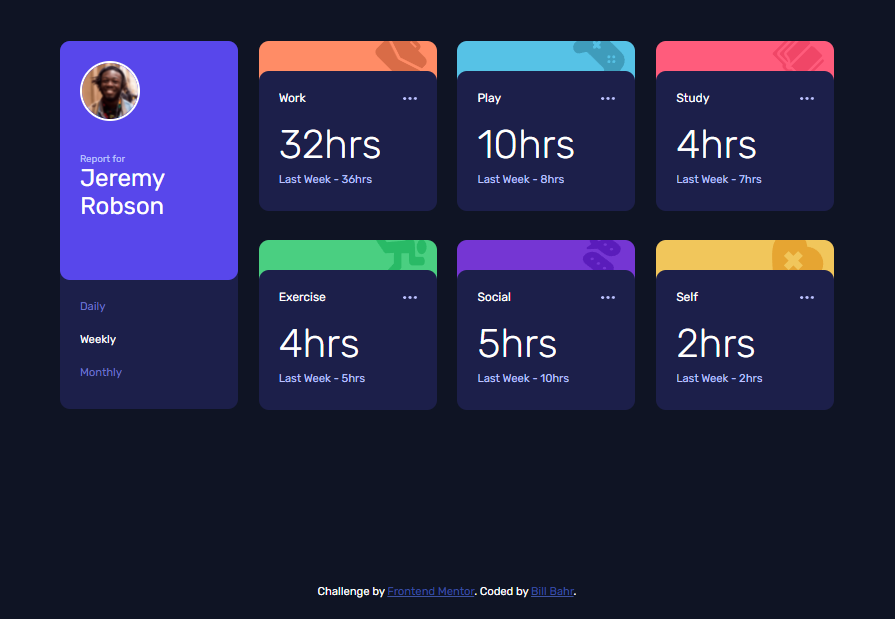 Report for
Jeremy
Robson
Daily
Weekly
Monthly
Work
32hrs
Last Week - 36hrs
Play
10hrs
Last Week - 8hrs
Study
4hrs
Last Week - 7hrs
Exercise
4hrs
Last Week - 5hrs
Social
5hrs
Last Week - 10hrs
Self
2hrs
Last Week - 2hrs
Challenge by Frontend Mentor. Coded by Bill Bahr.